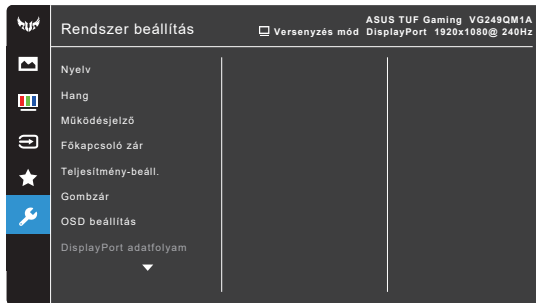 Rendszer beállítás
ASUS TUF Gaming VG249QM1A
Versenyzés mód DisplayPort 1920x1080@ 240Hz
Nyelv
Hang
Működésjelző
Főkapcsoló zár
Teljesítmény-beáll.
Gombzár
OSD beállítás
DisplayPort adatfolyam